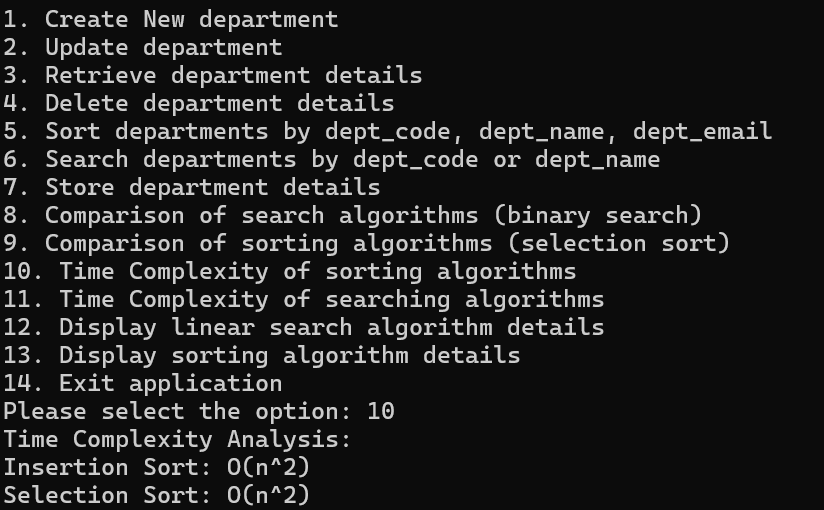 1. Create New department
2. Update department
3. Retrieve department details
4. Delete department details
5. Sort departments by dept_code, dept_name, dept_email
6. Search departments by dept_code or dept_name
7. Store department details
8. Comparison of search algorithms (binary search)
9. Comparison of sorting algorithms (selection sort)
10. Time Complexity of sorting algorithms
11. Time Complexity of searching algorithms
12. Display linear search algorithm details
13. Display sorting algorithm details
14. Exit application
Please select the option: 10
Time Complexity Analysis:
Insertion Sort: O(n^2)
Selection Sort: O(n^2)